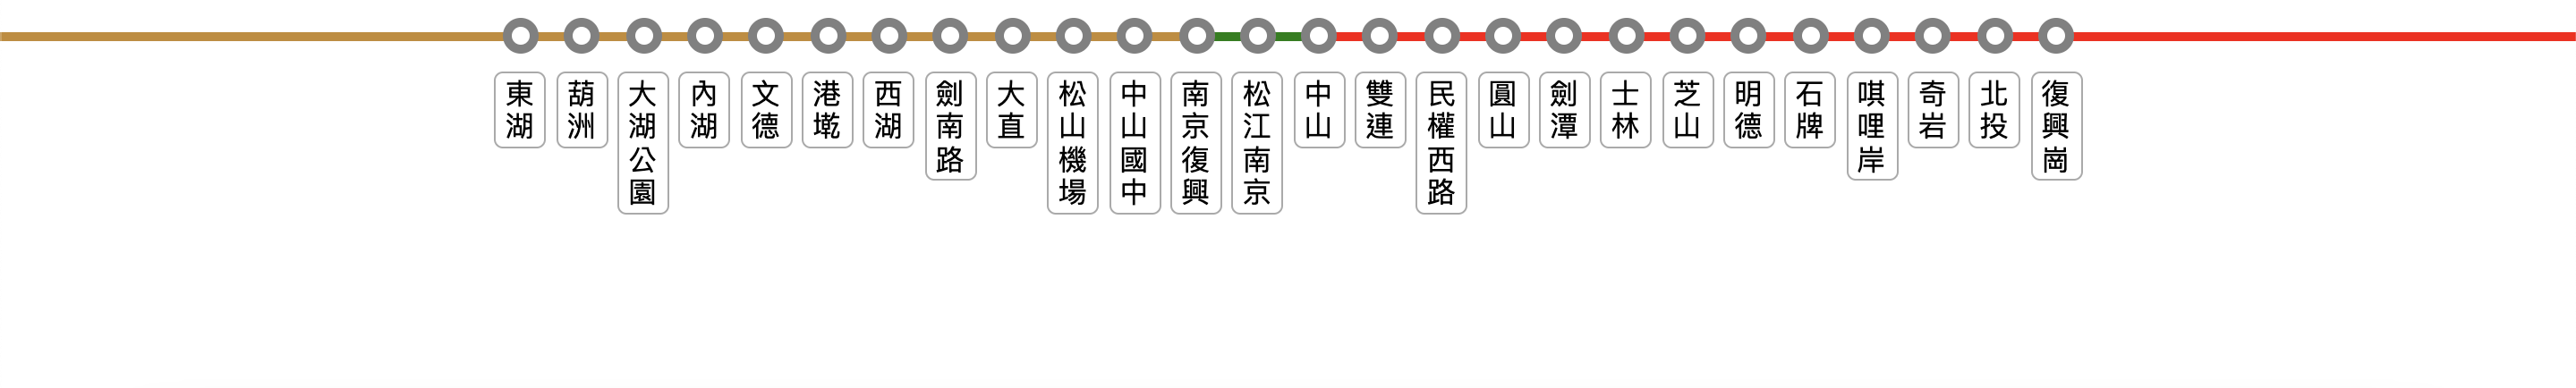 東湖
葫洲
大湖公園
內湖
文德
港墘
西湖
劍南路
大直
松山機場
中山國中
南京復興
松江南京
中山
雙連
民權西路
圓山
劍潭
士林
芝山
明德
石牌
唭哩岸
奇岩
北投
復興崗